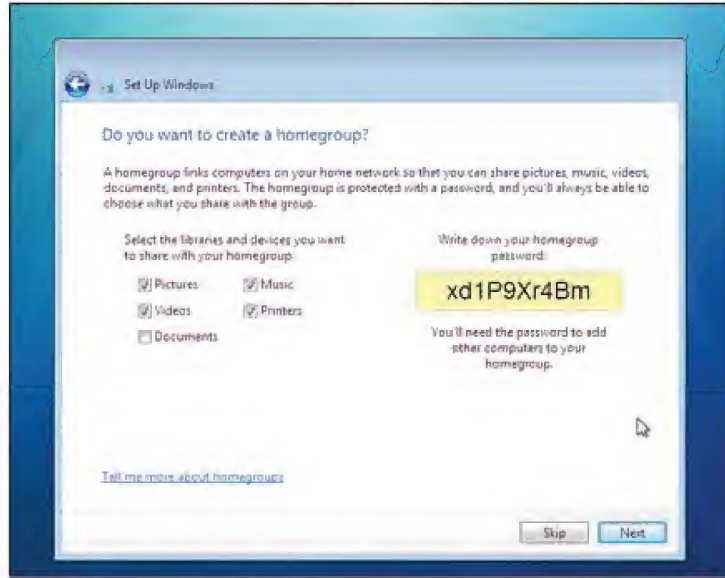 Set Up Windows
Do you want to create a homegroup?
A homegroup links computers on your home network so that you can share pictures, music, videos,
documents, and printers. The homegroup is protected with a password, and you'll always be able to
choose what you share with the group.
Select the libraries and devices you want
to share with your homegroup:
Pictures Music
Videos Printers
Documents
Write down your homegroup
password:
xd1P9Xr4Bm
You'll need the password to add
other computers to your
homegroup.
Tell me more about homegroups
Skip Next